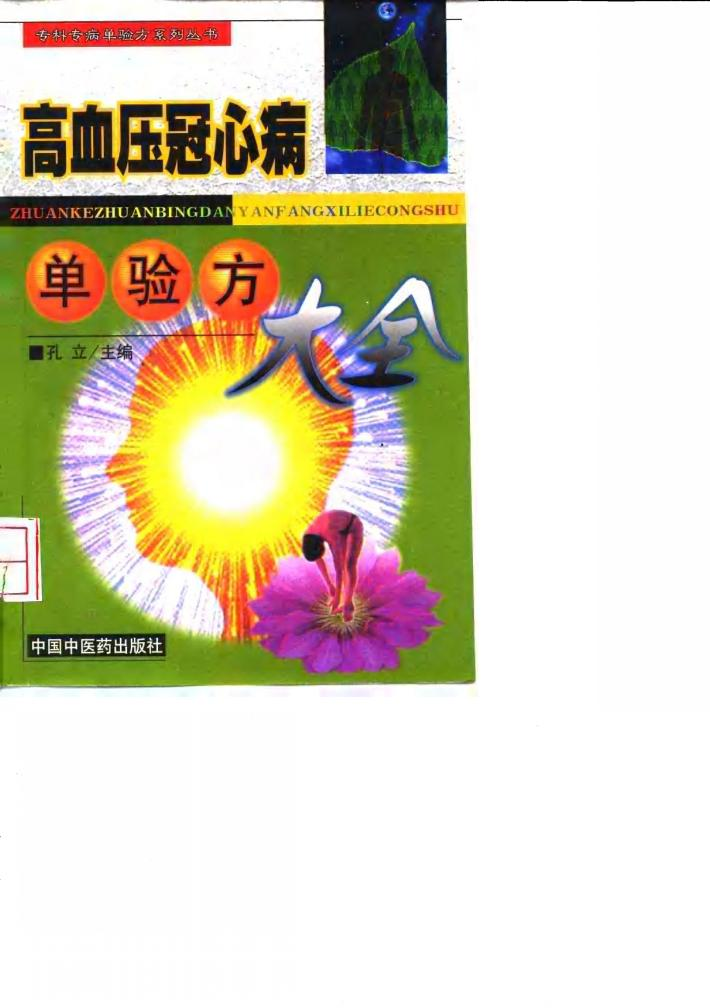 专科专病单验方系列丛书
高血压冠心病
ZHUANKEZHUANBINGDANYANFANGXILIECONGSHU
单验方
大全
■孔 立/主编
中国中医药出版社